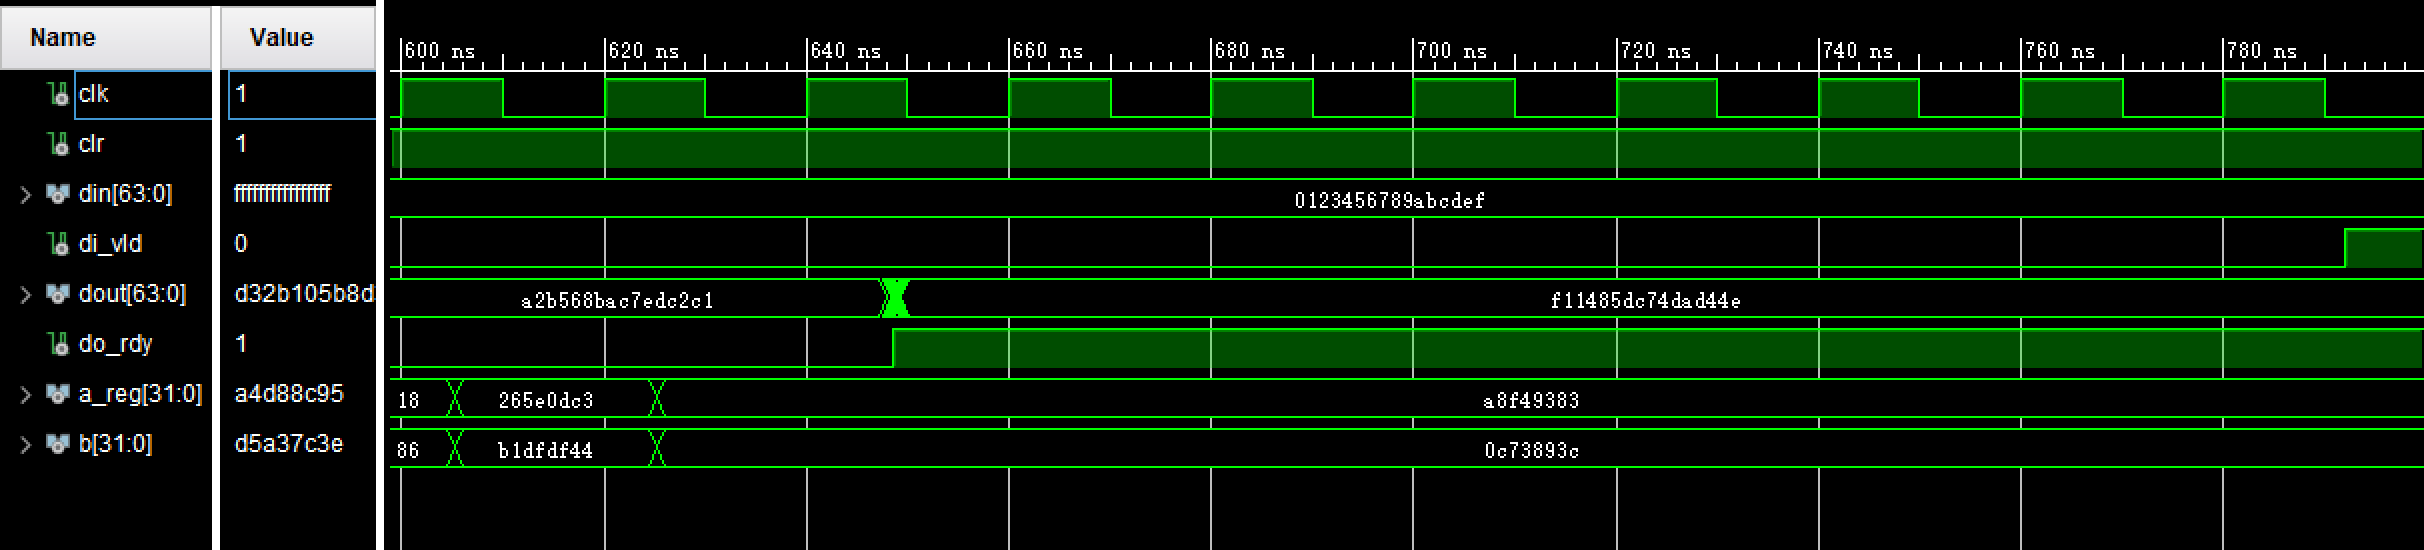 Name Value
600 ns 620 ns 640 ns 660 ns 680 ns 700 ns 720 ns 740 ns 760 ns 780 ns
clk 1
clr 1
din[63:0] ffffffffffffffff 0123456789abcdef
di_vld 0
dout[63:0] d32b105b8d a2b568bac7edc2c1 f11485dc74dad44e
do_rdy 1
a_reg[31:0] a4d88c95 18 265e0dc3 a8f49383
b[31:0] d5a37c3e 86 b1dfdf44 0c73893c